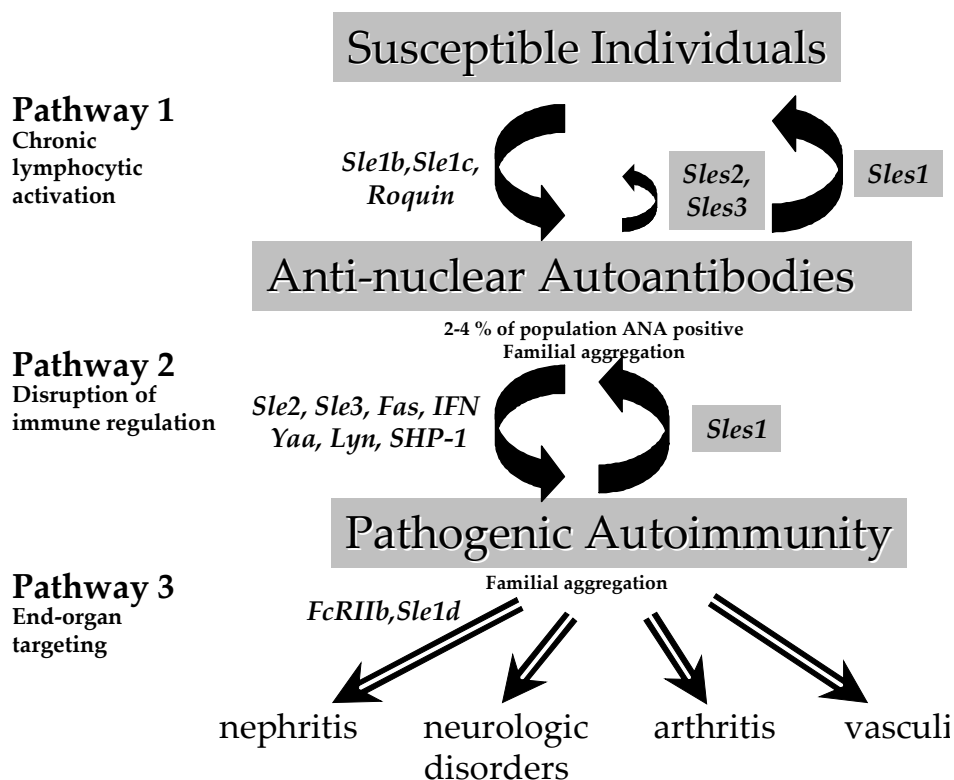 Susceptible Individuals
Pathway 1
Chronic
lymphocytic
activation
Sle1b,Sle1c,
Roquin
Sles2,
Sles3
Sles1
Anti-nuclear Autoantibodies
2-4 % of population ANA positive
Familial aggregation
Pathway 2
Disruption of
immune regulation
Sle2, Sle3, Fas, IFN
Yaa, Lyn, SHP-1
Sles1
Pathogenic Autoimmunity
Familial aggregation
Pathway 3
End-organ
targeting
FcRIIb,Sle1d
nephritis
neurologic
disorders
arthritis
vasculi